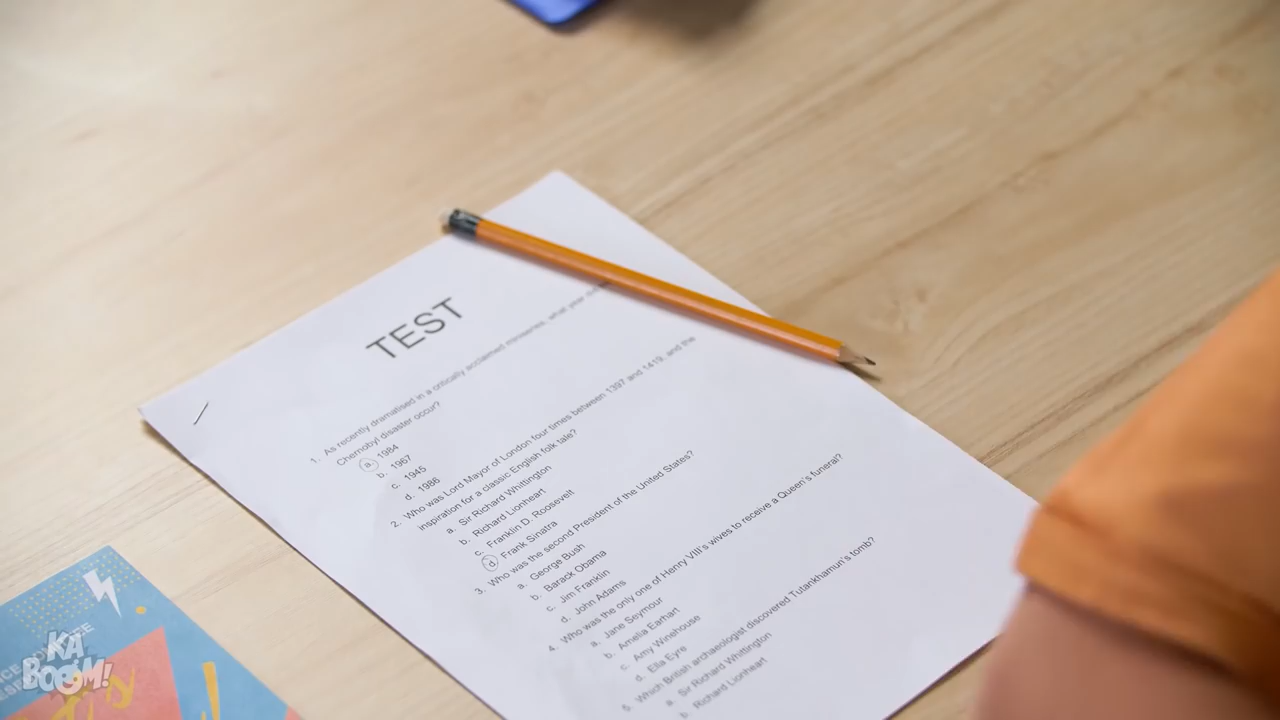 TEST
1. As recently dramatised in a critically acclaimed miniseries, what year
Chernobyl disaster occur?
a. 1984
b. 1967
c. 1945
d. 1986
2. Who was Lord Mayor of London four times between 1397 and 1419, and the
inspiration for a classic English folk tale?
a. Sir Richard Whittington
b. Richard Lionheart
c. Franklin D. Roosevelt
d Frank Sinatra
3. Who was the second President of the United States?
a. George Bush
b. Barack Obama
c. Jim Franklin
d. John Adams
4. Who was the only one of Henry VIII's wives to receive a Queen's funeral?
a. Jane Seymour
b. Amelia Earhart
c. Amy Winehouse
d. Ella Eyre
5. Which British archaeologist discovered Tutankhamun's tomb?
a. Sir Richard Whittington
b. Richard Lionheart
KA
BOOM!